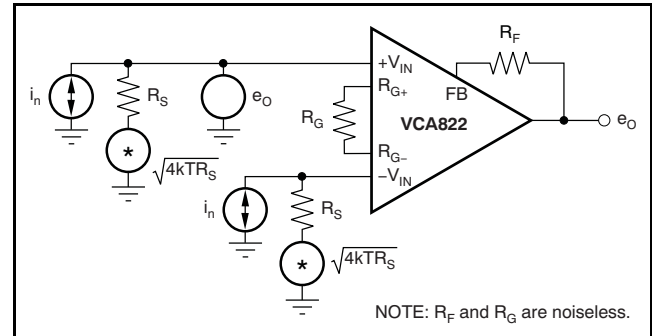 R_F
+V_IN
R_G+
FB
i_n
R_S
e_O
R_G
VCA822
e_O
*
√4kTR_S
R_G–
–V_IN
i_n
R_S
*
√4kTR_S
NOTE: R_F and R_G are noiseless.